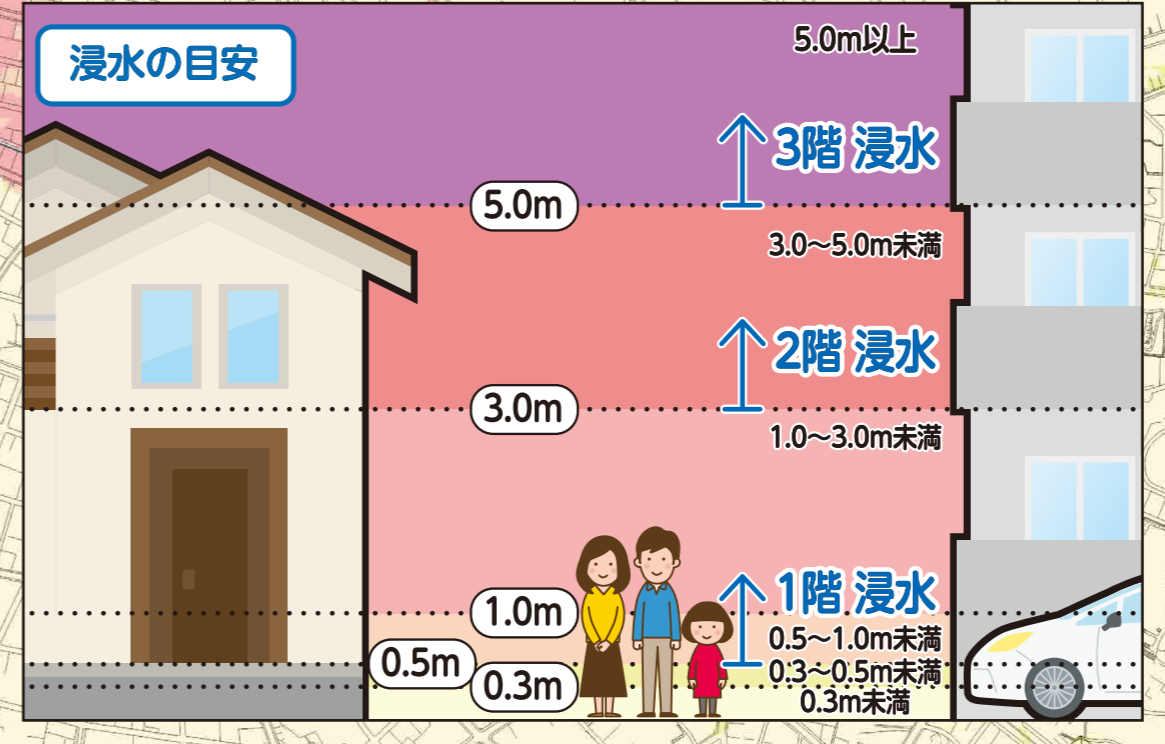 浸水の目安
5.0m以上
3階 浸水
5.0m
3.0〜5.0m未満
2階 浸水
3.0m
1.0〜3.0m未満
1階 浸水
1.0m
0.5〜1.0m未満
0.5m
0.3〜0.5m未満
0.3m
0.3m未満